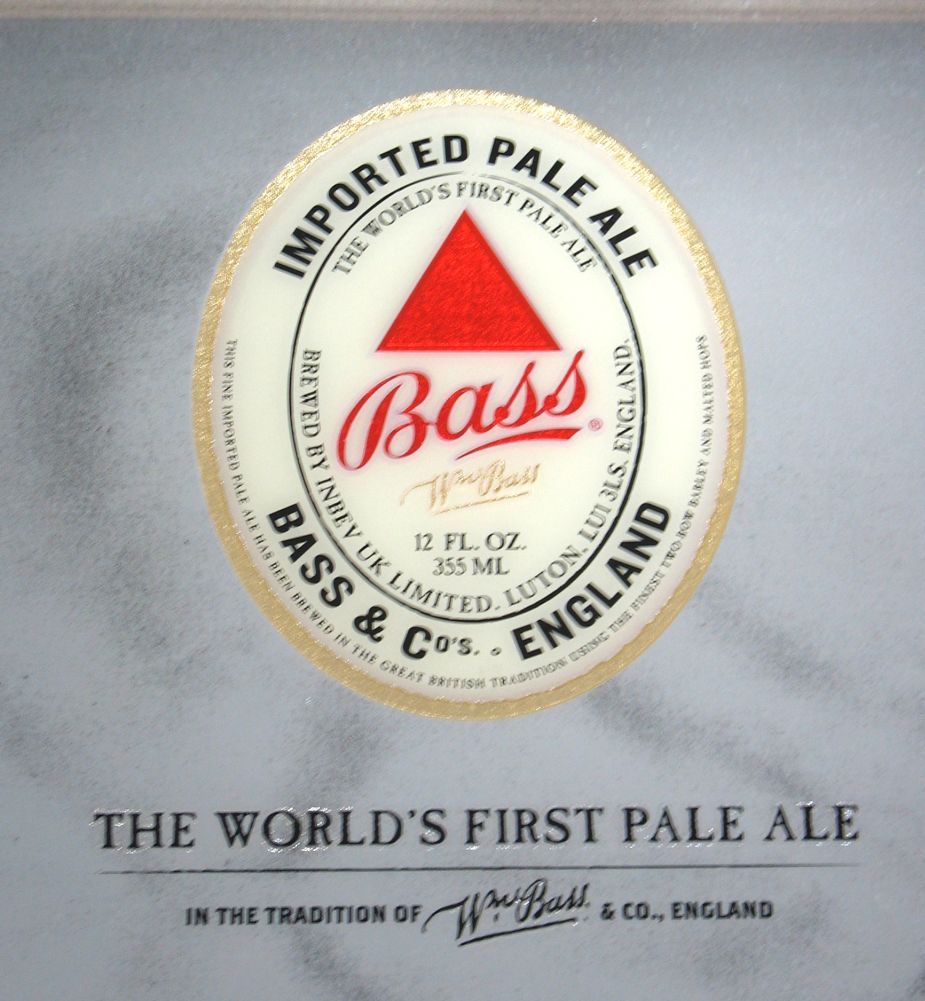 IMPORTED PALE ALE
THE WORLD'S FIRST PALE ALE
Bass®
Wm Bass
12 FL. OZ.
355 ML
BREWED BY INBEV UK LIMITED. LUTON. LU1 3LS. ENGLAND.
BASS & Co's. • ENGLAND
THIS FINE IMPORTED PALE ALE HAS BEEN BREWED IN THE GREAT BRITISH TRADITION USING THE FINEST TWO ROW BARLEY AND MALTED HOPS
THE WORLD'S FIRST PALE ALE
IN THE TRADITION OF Wm Bass & CO., ENGLAND